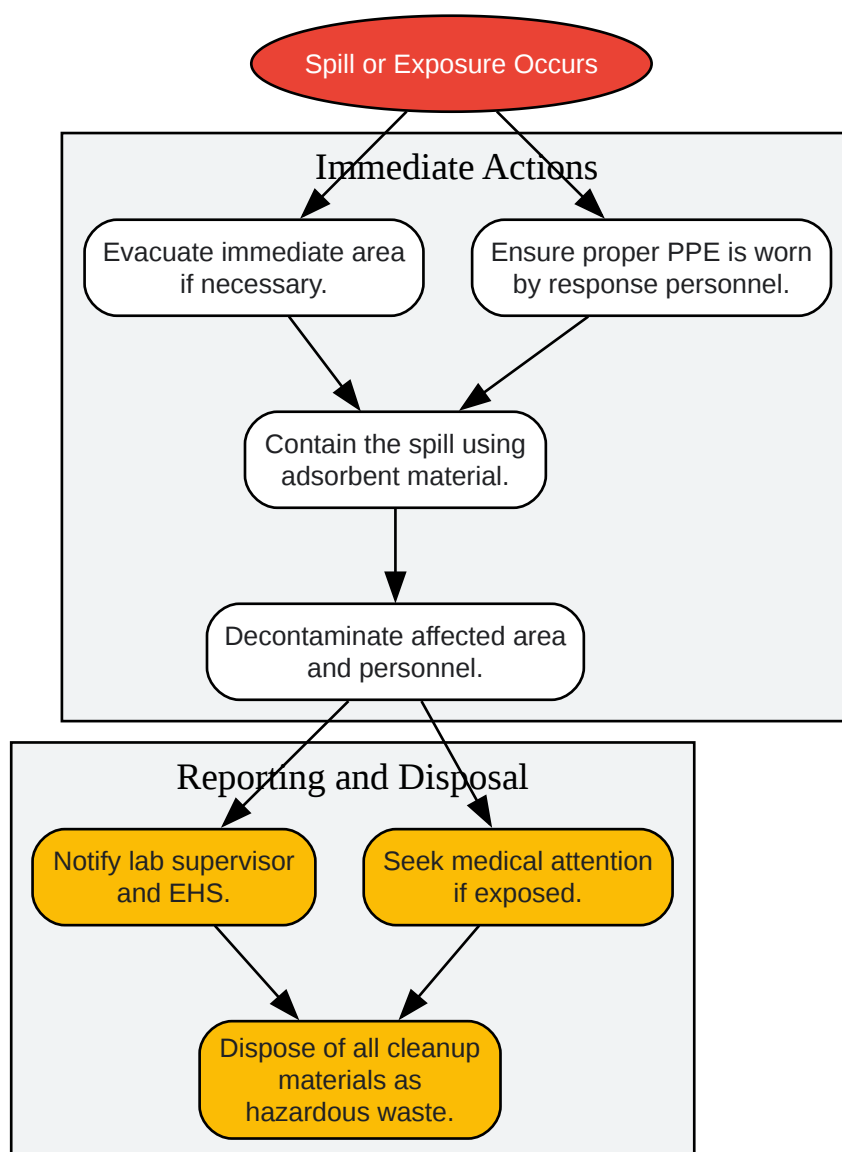 Spill or Exposure Occurs
Immediate Actions
Evacuate immediate area
if necessary.
Ensure proper PPE is worn
by response personnel.
Contain the spill using
adsorbent material.
Decontaminate affected area
and personnel.
Reporting and Disposal
Notify lab supervisor
and EHS.
Seek medical attention
if exposed.
Dispose of all cleanup
materials as
hazardous waste.